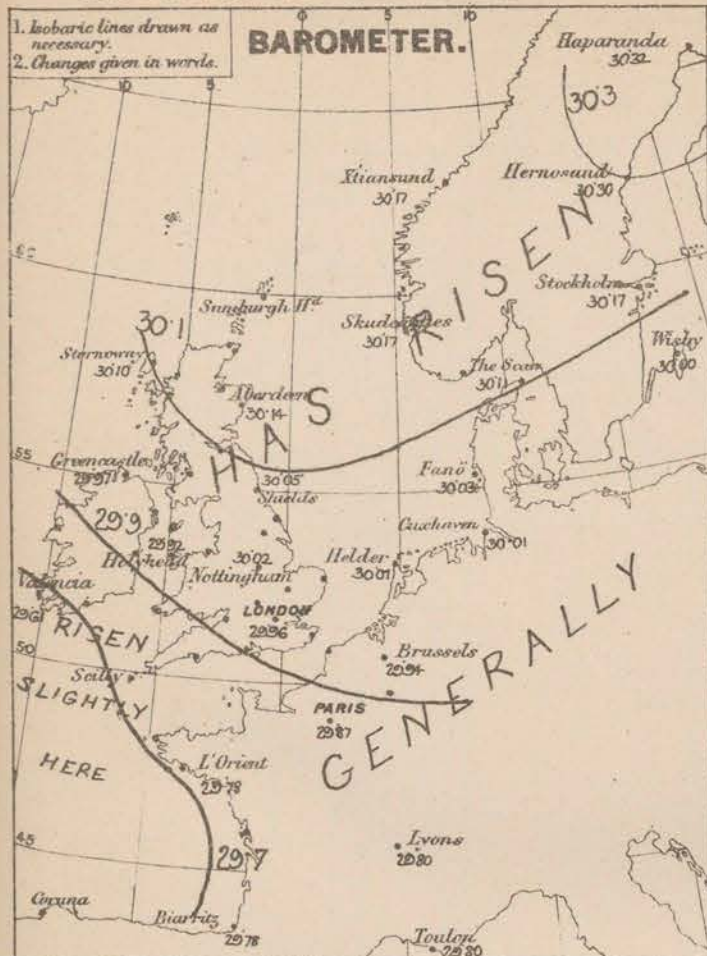 1. Isobaric lines drawn as
necessary.
2. Changes given in words.
BAROMETER.
Haparanda
30·32
10
5
0
5
10
30·3
Xtiansund
30·17
Hernosand
30·30
RISEN
Sumburgh Hd.
Stockholm
30·17
30·1
Skudesnes
30·17
Stornoway
30·10
The Scaw
30·11
Wisby
30·00
Aberdeen
30·14
HAS
55
Greencastle
29·97
30·05
Shields
Fanö
30·03
29·9
29·92
Holyhead
Cuxhaven
30·01
30·02
Nottingham
Helder
30·01
Valencia
LONDON
29·96
RISEN
50
Brussels
29·94
Scilly
SLIGHTLY
PARIS
29·87
GENERALLY
HERE
L'Orient
29·78
45
29·7
Lyons
29·80
Coruna
Biarritz
29·78
Toulon
29·80